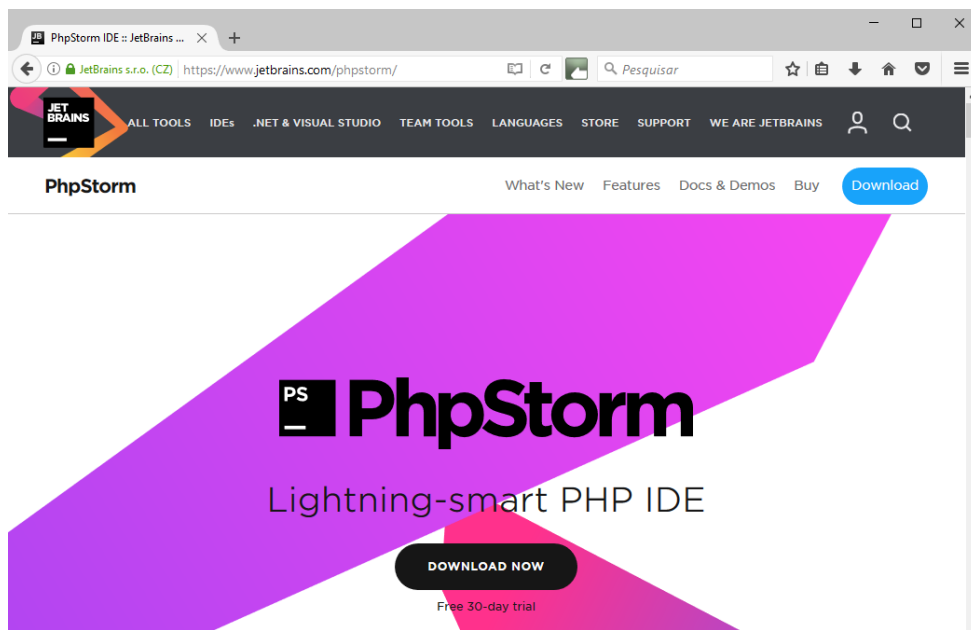 PhpStorm IDE :: JetBrains ...
JetBrains s.r.o. (CZ) https://www.jetbrains.com/phpstorm/ Pesquisar
JET
BRAINS
ALL TOOLS IDEs .NET & VISUAL STUDIO TEAM TOOLS LANGUAGES STORE SUPPORT WE ARE JETBRAINS
PhpStorm What's New Features Docs & Demos Buy Download
PS PhpStorm
Lightning-smart PHP IDE
DOWNLOAD NOW
Free 30-day trial